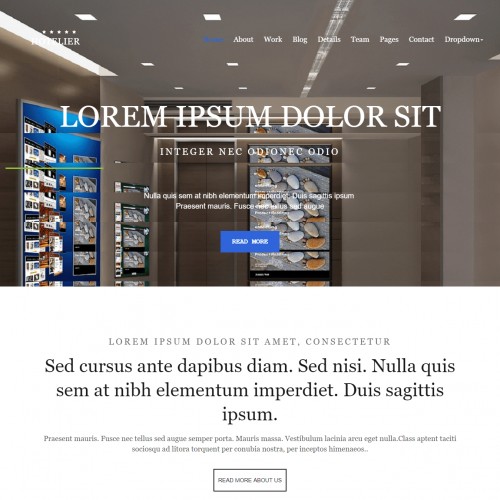 ★★★★★
Home About Work Blog Details Team Pages Contact Dropdown
LOREM IPSUM DOLOR SIT
INTEGER NEC ODIONEC ODIO
Nulla quis sem at nibh elementum imperdiet. Duis sagittis ipsum
Praesent mauris. Fusce nec tellus sed augue
READ MORE
LOREM IPSUM DOLOR SIT AMET, CONSECTETUR
Sed cursus ante dapibus diam. Sed nisi. Nulla quis
sem at nibh elementum imperdiet. Duis sagittis
ipsum.
Praesent mauris. Fusce nec tellus sed augue semper porta. Mauris massa. Vestibulum lacinia arcu eget nulla.Class aptent taciti
sociosqu ad litora torquent per conubia nostra, per inceptos himenaeos..
READ MORE ABOUT US